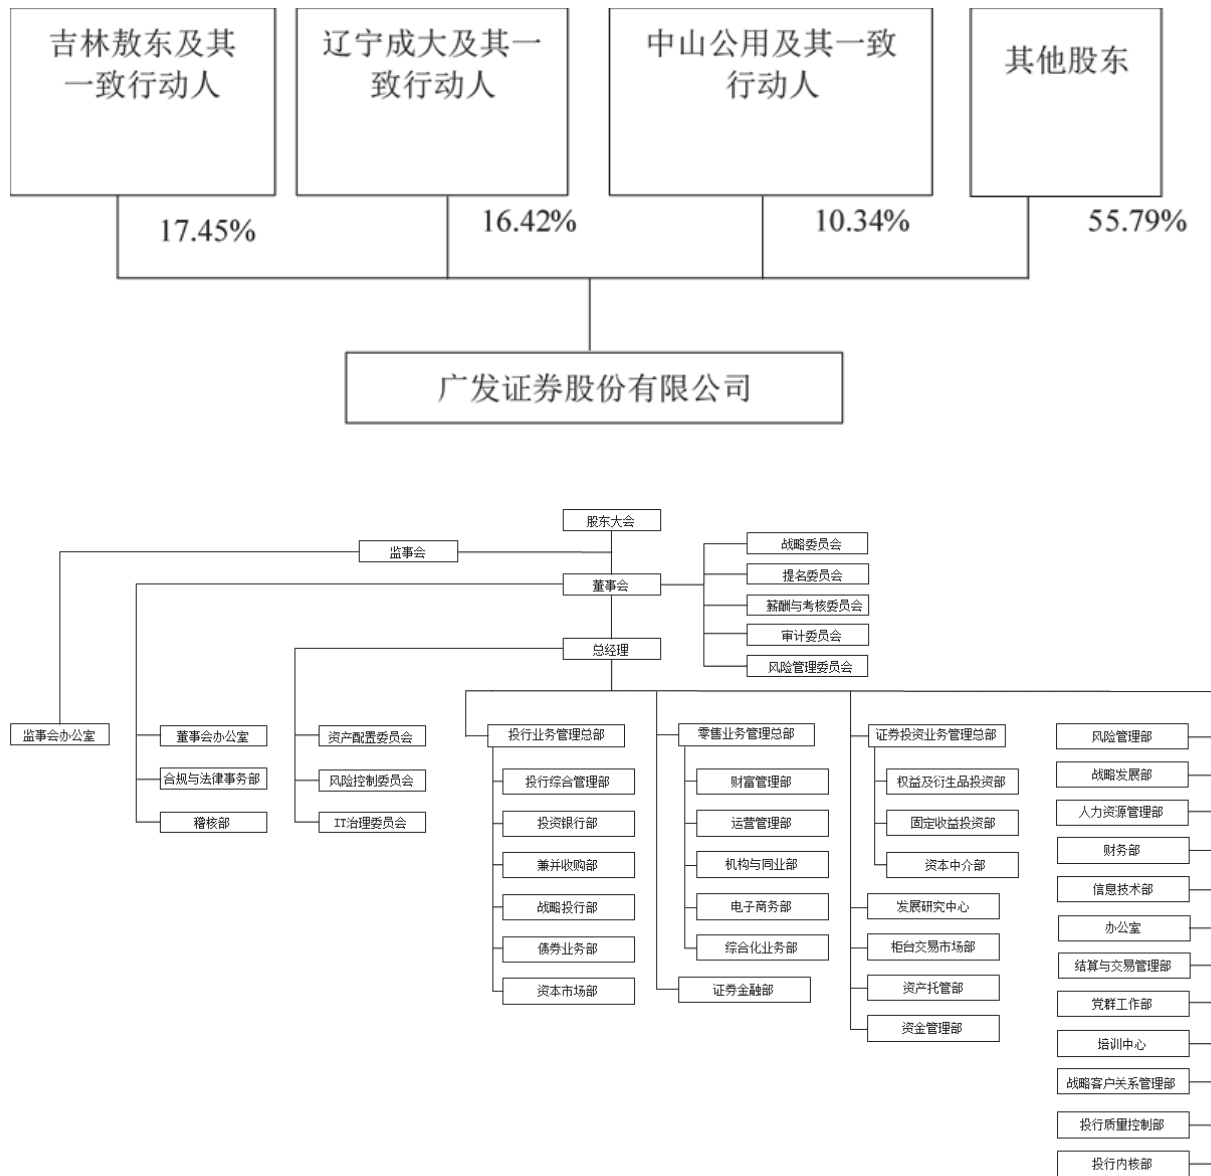 吉林敖东及其
一致行动人
辽宁成大及其一
致行动人
中山公用及其一致
行动人
其他股东
17.45%
16.42%
10.34%
55.79%
广发证券股份有限公司
股东大会
监事会
董事会
战略委员会
提名委员会
薪酬与考核委员会
审计委员会
风险管理委员会
总经理
监事会办公室
董事会办公室
合规与法律事务部
稽核部
资产配置委员会
风险控制委员会
IT治理委员会
投行业务管理总部
投行综合管理部
投资银行部
兼并收购部
战略投行部
债券业务部
资本市场部
零售业务管理总部
财富管理部
运营管理部
机构与同业部
电子商务部
综合化业务部
证券金融部
证券投资业务管理总部
权益及衍生品投资部
固定收益投资部
资本中介部
发展研究中心
柜台交易市场部
资产托管部
资金管理部
风险管理部
战略发展部
人力资源管理部
财务部
信息技术部
办公室
结算与交易管理部
党群工作部
培训中心
战略客户关系管理部
投行质量控制部
投行内核部